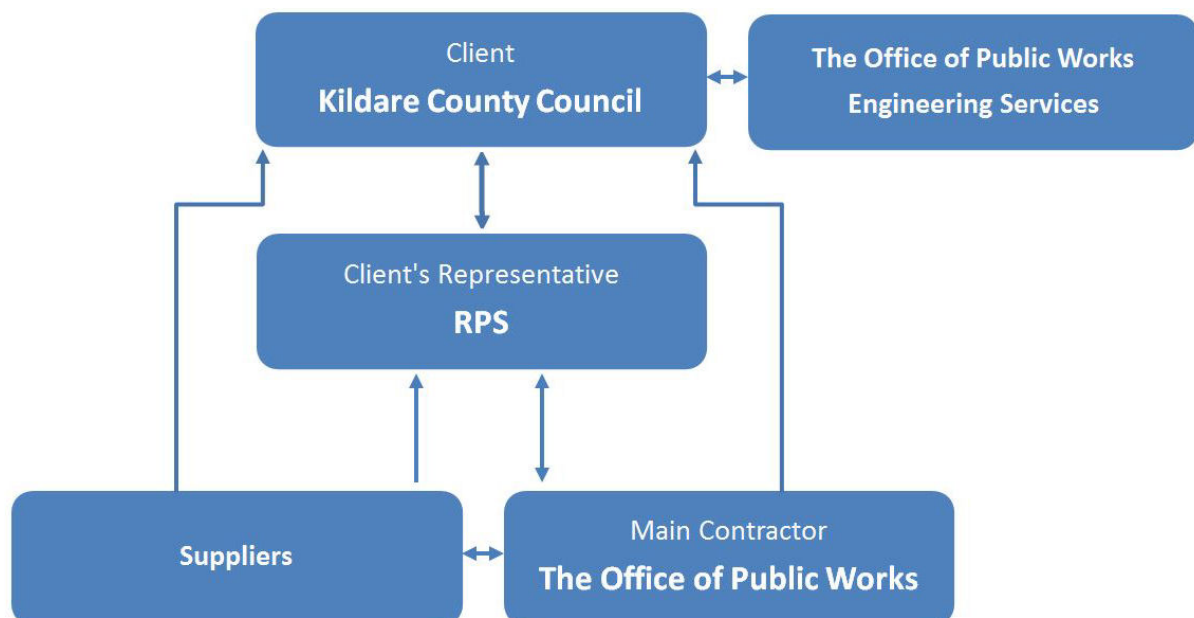 Client
Kildare County Council
The Office of Public Works
Engineering Services
Client's Representative
RPS
Suppliers
Main Contractor
The Office of Public Works